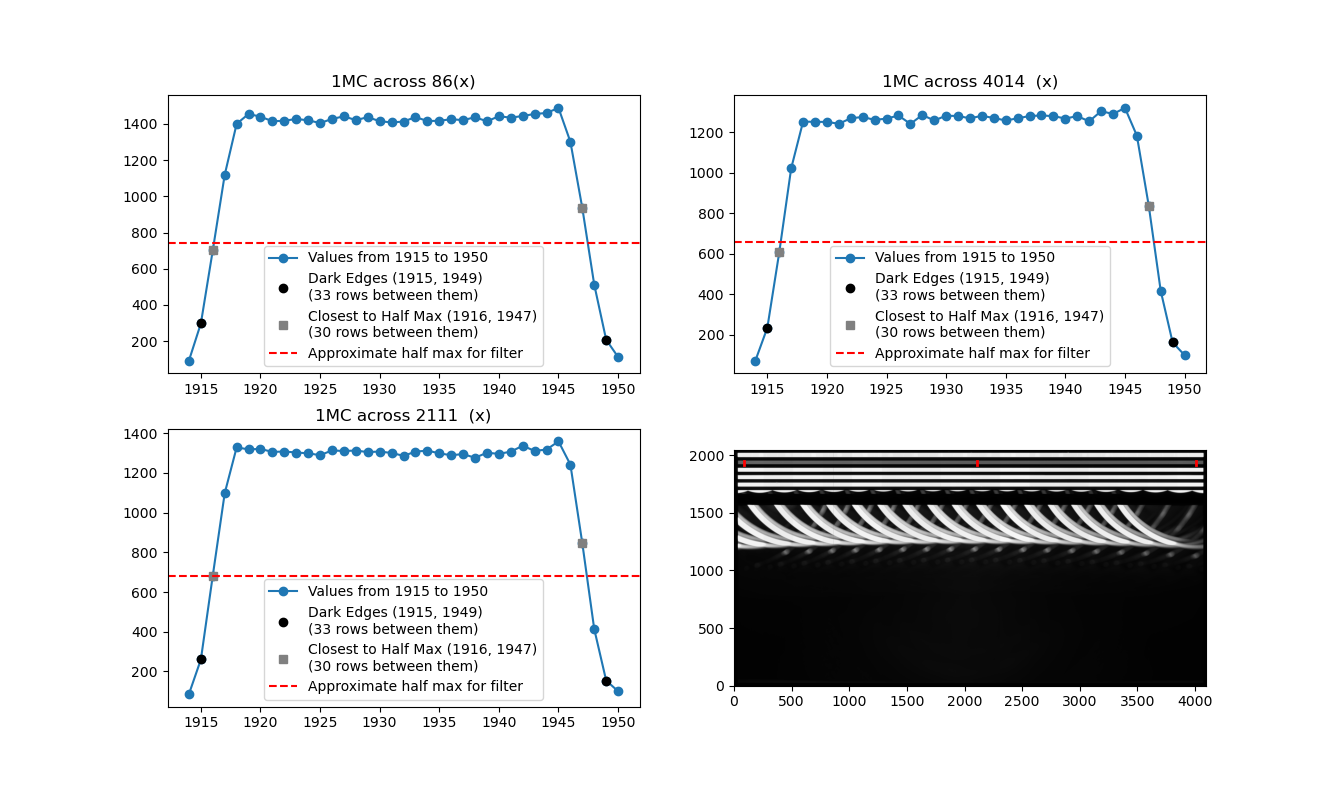 1MC across 86(x)
1400
1200
1000
800
600
400
200
Values from 1915 to 1950
Dark Edges (1915, 1949)
(33 rows between them)
Closest to Half Max (1916, 1947)
(30 rows between them)
Approximate half max for filter
1915 1920 1925 1930 1935 1940 1945 1950
1MC across 4014  (x)
1200
1000
800
600
400
200
Values from 1915 to 1950
Dark Edges (1915, 1949)
(33 rows between them)
Closest to Half Max (1916, 1947)
(30 rows between them)
Approximate half max for filter
1915 1920 1925 1930 1935 1940 1945 1950
1MC across 2111  (x)
1400
1200
1000
800
600
400
200
Values from 1915 to 1950
Dark Edges (1915, 1949)
(33 rows between them)
Closest to Half Max (1916, 1947)
(30 rows between them)
Approximate half max for filter
1915 1920 1925 1930 1935 1940 1945 1950
2000
1500
1000
500
0
0 500 1000 1500 2000 2500 3000 3500 4000